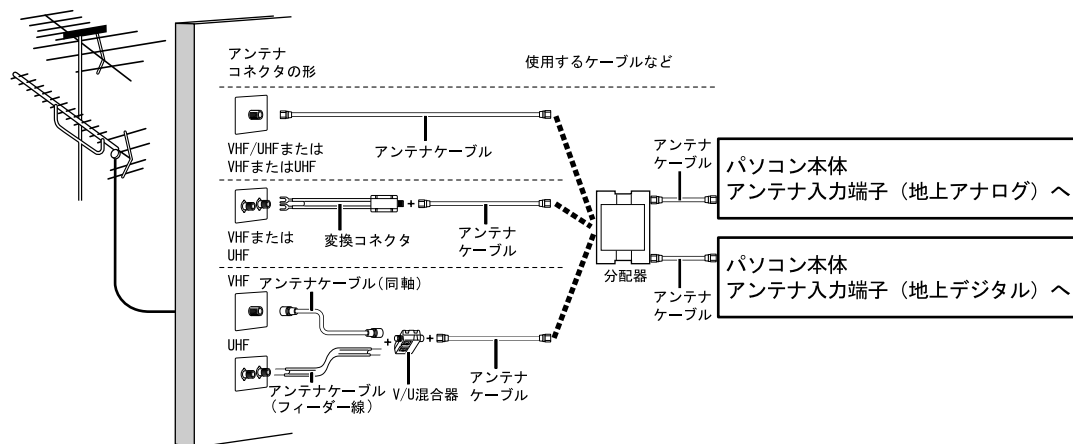 アンテナ
コネクタの形
使用するケーブルなど
アンテナケーブル
VHF/UHFまたは
VHFまたはUHF
変換コネクタ
アンテナ
ケーブル
VHFまたは
UHF
VHF
アンテナケーブル(同軸)
UHF
アンテナケーブル
(フィーダー線)
V/U混合器
アンテナ
ケーブル
分配器
アンテナ
ケーブル
パソコン本体
アンテナ入力端子(地上アナログ)へ
アンテナ
ケーブル
パソコン本体
アンテナ入力端子(地上デジタル)へ